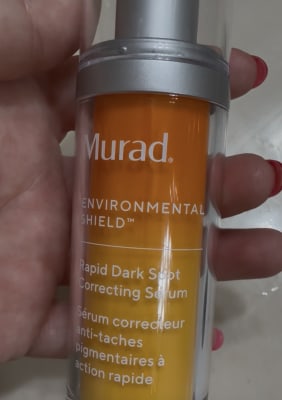 Murad.
ENVIRONMENTAL
SHIELD™
Rapid Dark Spot
Correcting Serum
Sérum correcteur
anti-taches
pigmentaires à
action rapide